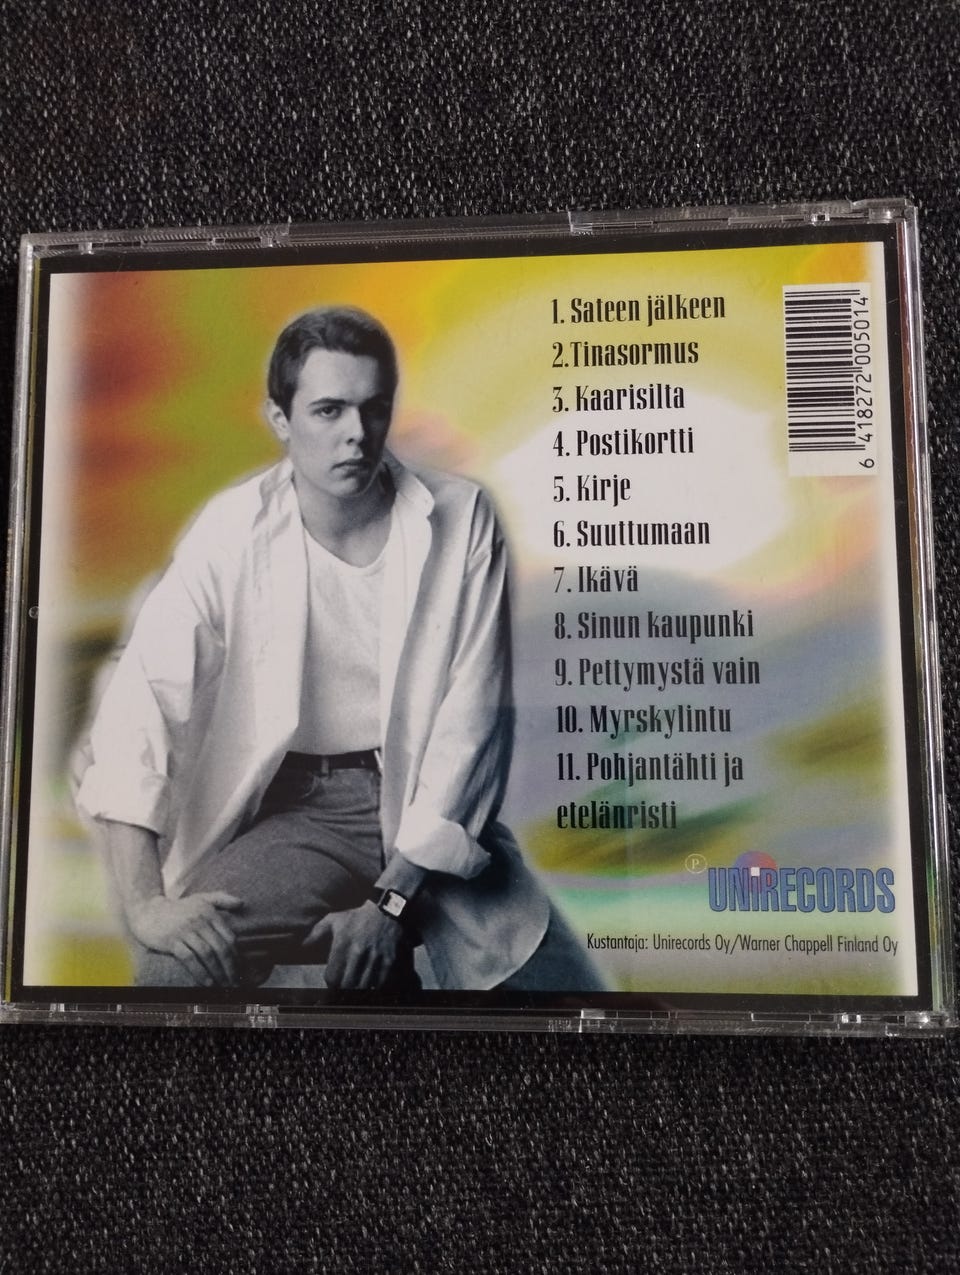 1. Sateen jälkeen
2.Tinasormus
3. Kaarisilta
4. Postikortti
5. Kirje
6. Suuttumaan
7. Ikävä
8. Sinun kaupunki
9. Pettymystä vain
10. Myrskylintu
11. Pohjantähti ja
etelänristi
6 418272 005014
P UNIRECORDS
Kustantaja: Unirecords Oy/Warner Chappell Finland Oy